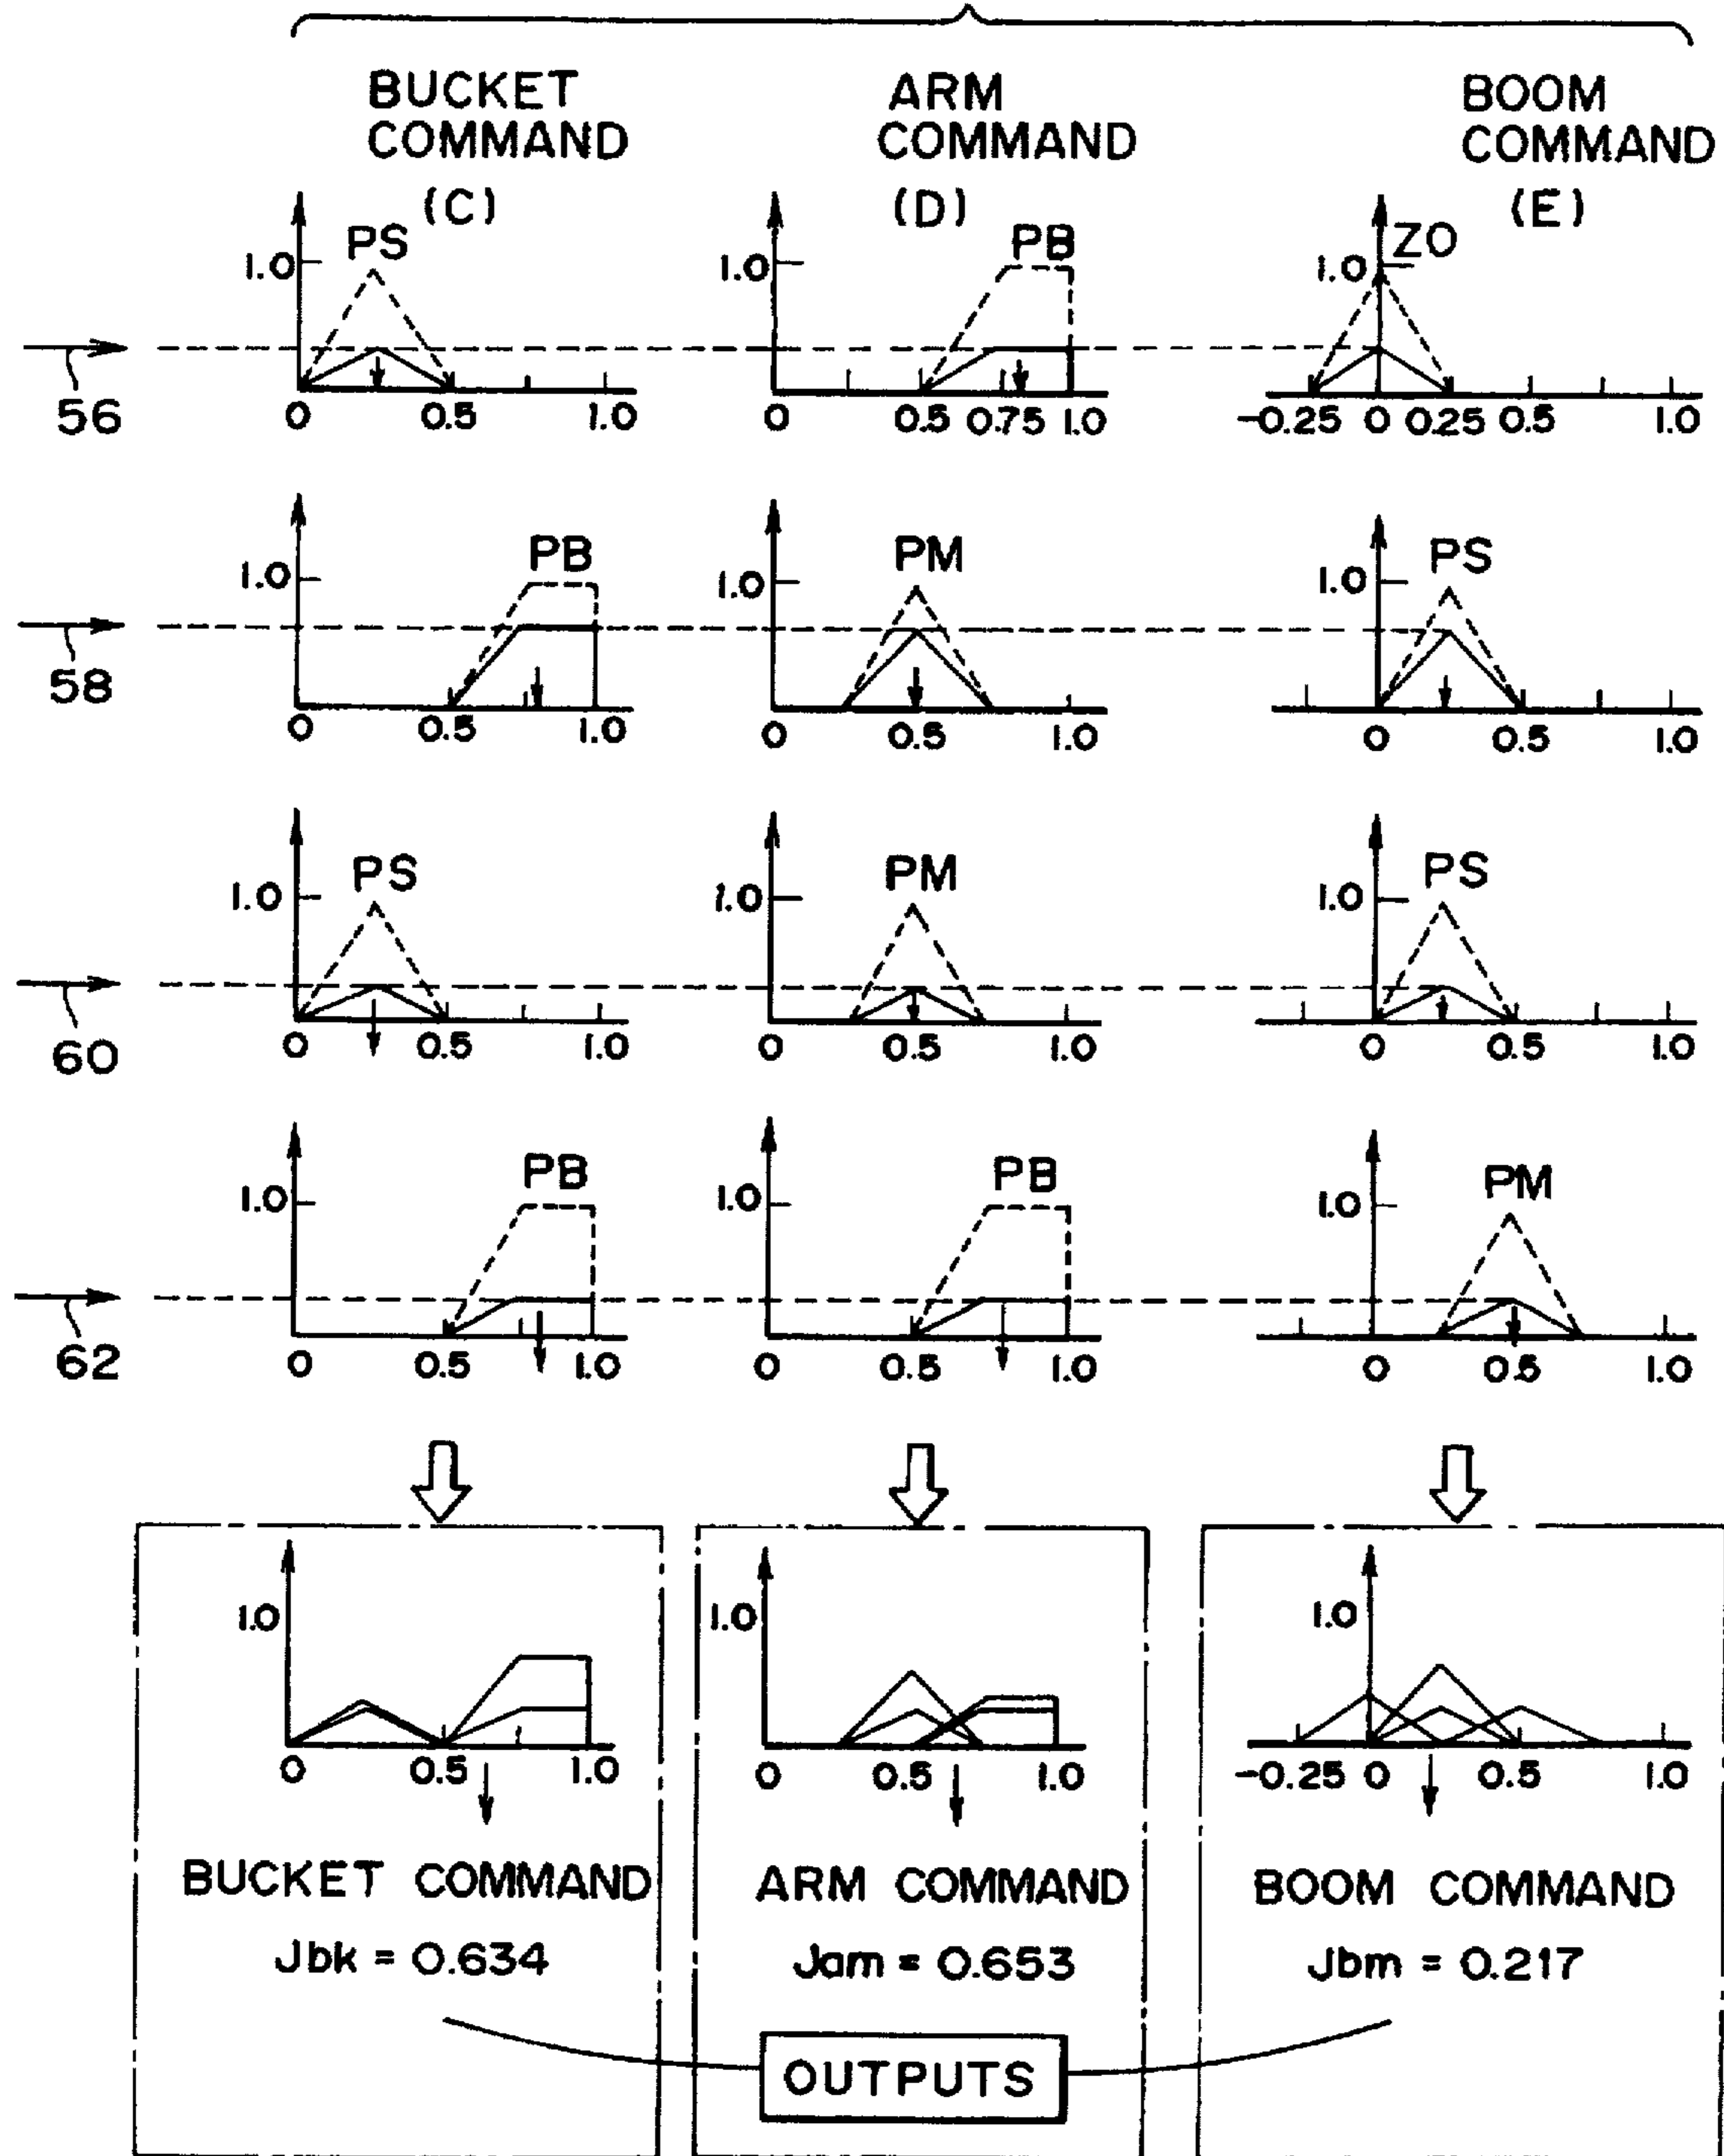 BUCKET COMMAND (C)
ARM COMMAND (D)
BOOM COMMAND (E)
PS
PB
ZO
1.0
1.0
1.0
56
0 0.5 1.0
0.5 0.75 1.0
0
-0.25 0 0.25 0.5 1.0
PB
PM
PS
1.0
1.0
1.0
58
0 0.5 1.0
0 0.5 1.0
0 0.5 1.0
PS
PM
PS
1.0
1.0
1.0
60
0 0.5 1.0
0 0.5 1.0
0 0.5 1.0
PB
PB
PM
1.0
1.0
1.0
62
0 0.5 1.0
0 0.5 1.0
0 0.5 1.0
1.0
1.0
1.0
0 0.5 1.0
0 0.5 1.0
-0.25 0 0.5 1.0
BUCKET COMMAND
Jbk = 0.634
ARM COMMAND
Jam = 0.653
BOOM COMMAND
Jbm = 0.217
OUTPUTS